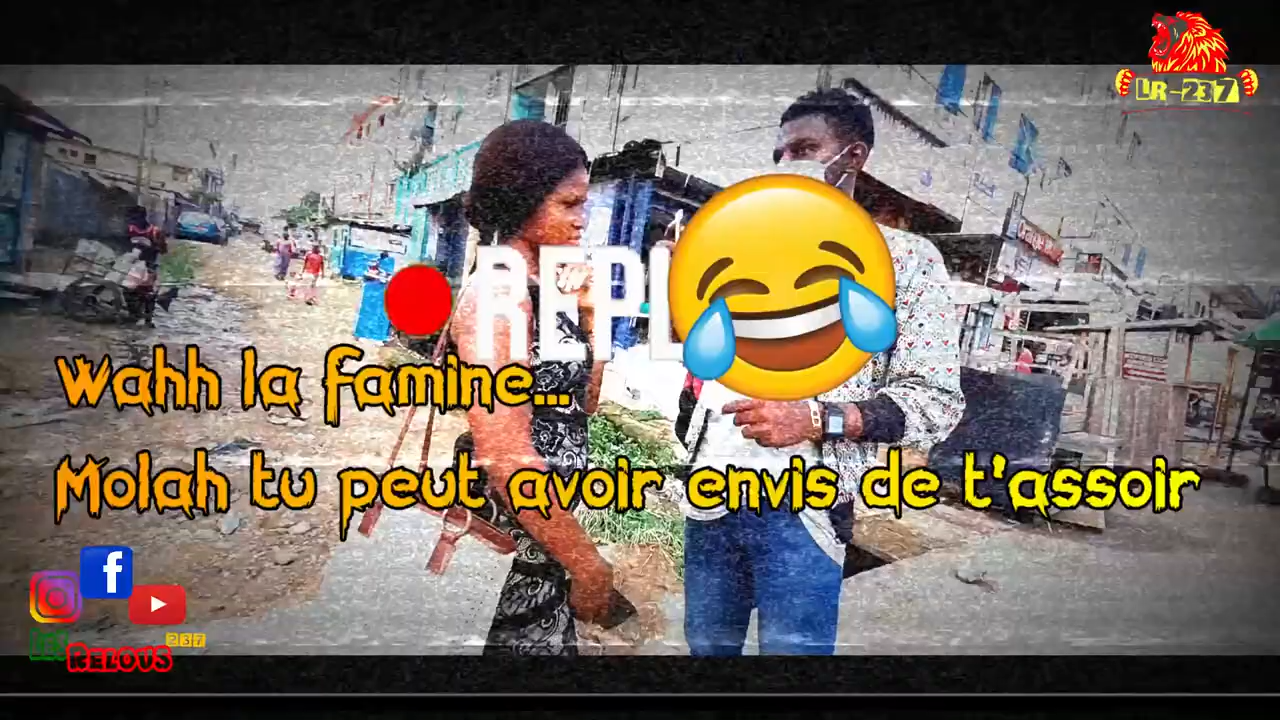 LR-237
REPL
Wahh la famine...
Molah tu peut avoir envis de t'assoir
237
Relous